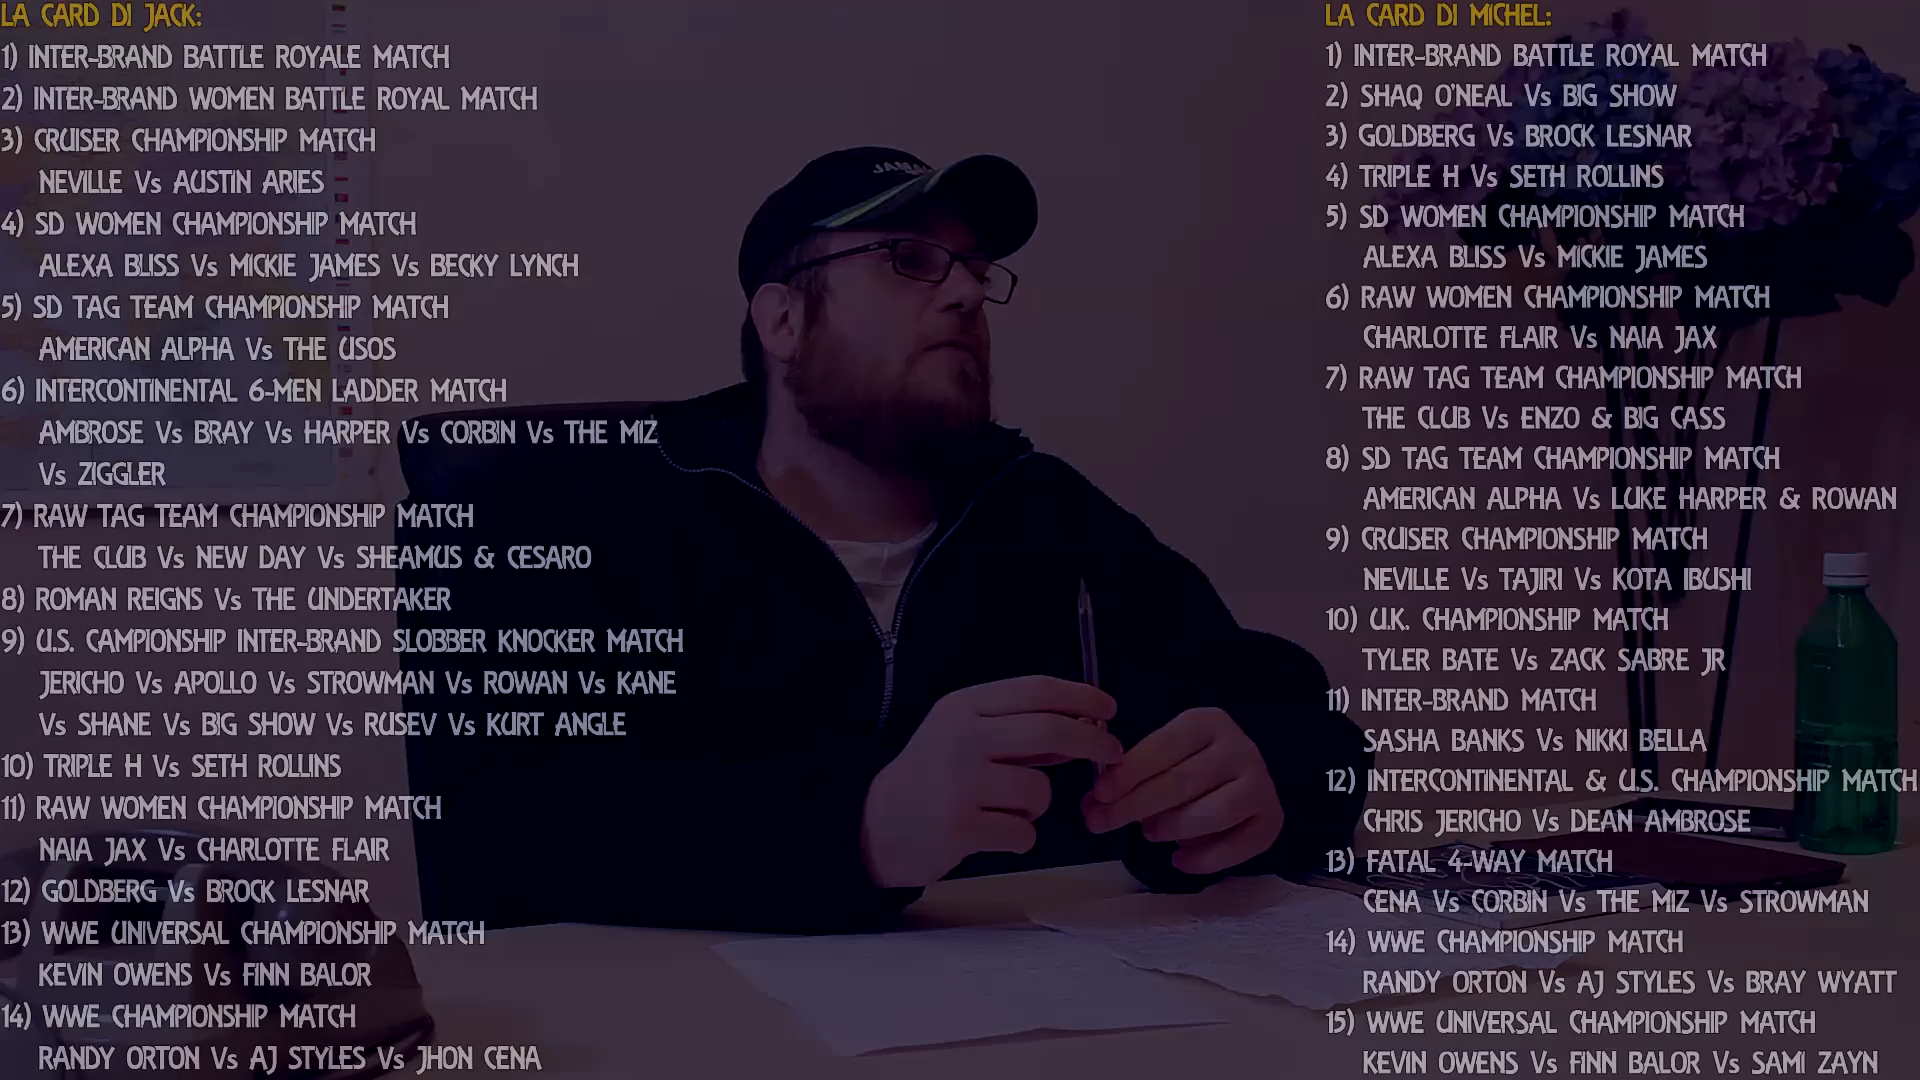 LA CARD DI JACK:
1) INTER-BRAND BATTLE ROYALE MATCH
2) INTER-BRAND WOMEN BATTLE ROYAL MATCH
3) CRUISER CHAMPIONSHIP MATCH
NEVILLE Vs AUSTIN ARIES
4) SD WOMEN CHAMPIONSHIP MATCH
ALEXA BLISS Vs MICKIE JAMES Vs BECKY LYNCH
5) SD TAG TEAM CHAMPIONSHIP MATCH
AMERICAN ALPHA Vs THE USOS
6) INTERCONTINENTAL 6-MEN LADDER MATCH
AMBROSE Vs BRAY Vs HARPER Vs CORBIN Vs THE MIZ
Vs ZIGGLER
7) RAW TAG TEAM CHAMPIONSHIP MATCH
THE CLUB Vs NEW DAY Vs SHEAMUS & CESARO
8) ROMAN REIGNS Vs THE UNDERTAKER
9) U.S. CAMPIONSHIP INTER-BRAND SLOBBER KNOCKER MATCH
JERICHO Vs APOLLO Vs STROWMAN Vs ROWAN Vs KANE
Vs SHANE Vs BIG SHOW Vs RUSEV Vs KURT ANGLE
10) TRIPLE H Vs SETH ROLLINS
11) RAW WOMEN CHAMPIONSHIP MATCH
NAIA JAX Vs CHARLOTTE FLAIR
12) GOLDBERG Vs BROCK LESNAR
13) WWE UNIVERSAL CHAMPIONSHIP MATCH
KEVIN OWENS Vs FINN BALOR
14) WWE CHAMPIONSHIP MATCH
RANDY ORTON Vs AJ STYLES Vs JHON CENA
LA CARD DI MICHEL:
1) INTER-BRAND BATTLE ROYAL MATCH
2) SHAQ O'NEAL Vs BIG SHOW
3) GOLDBERG Vs BROCK LESNAR
4) TRIPLE H Vs SETH ROLLINS
5) SD WOMEN CHAMPIONSHIP MATCH
ALEXA BLISS Vs MICKIE JAMES
6) RAW WOMEN CHAMPIONSHIP MATCH
CHARLOTTE FLAIR Vs NAIA JAX
7) RAW TAG TEAM CHAMPIONSHIP MATCH
THE CLUB Vs ENZO & BIG CASS
8) SD TAG TEAM CHAMPIONSHIP MATCH
AMERICAN ALPHA Vs LUKE HARPER & ROWAN
9) CRUISER CHAMPIONSHIP MATCH
NEVILLE Vs TAJIRI Vs KOTA IBUSHI
10) U.K. CHAMPIONSHIP MATCH
TYLER BATE Vs ZACK SABRE JR
11) INTER-BRAND MATCH
SASHA BANKS Vs NIKKI BELLA
12) INTERCONTINENTAL & U.S. CHAMPIONSHIP MATCH
CHRIS JERICHO Vs DEAN AMBROSE
13) FATAL 4-WAY MATCH
CENA Vs CORBIN Vs THE MIZ Vs STROWMAN
14) WWE CHAMPIONSHIP MATCH
RANDY ORTON Vs AJ STYLES Vs BRAY WYATT
15) WWE UNIVERSAL CHAMPIONSHIP MATCH
KEVIN OWENS Vs FINN BALOR Vs SAMI ZAYN